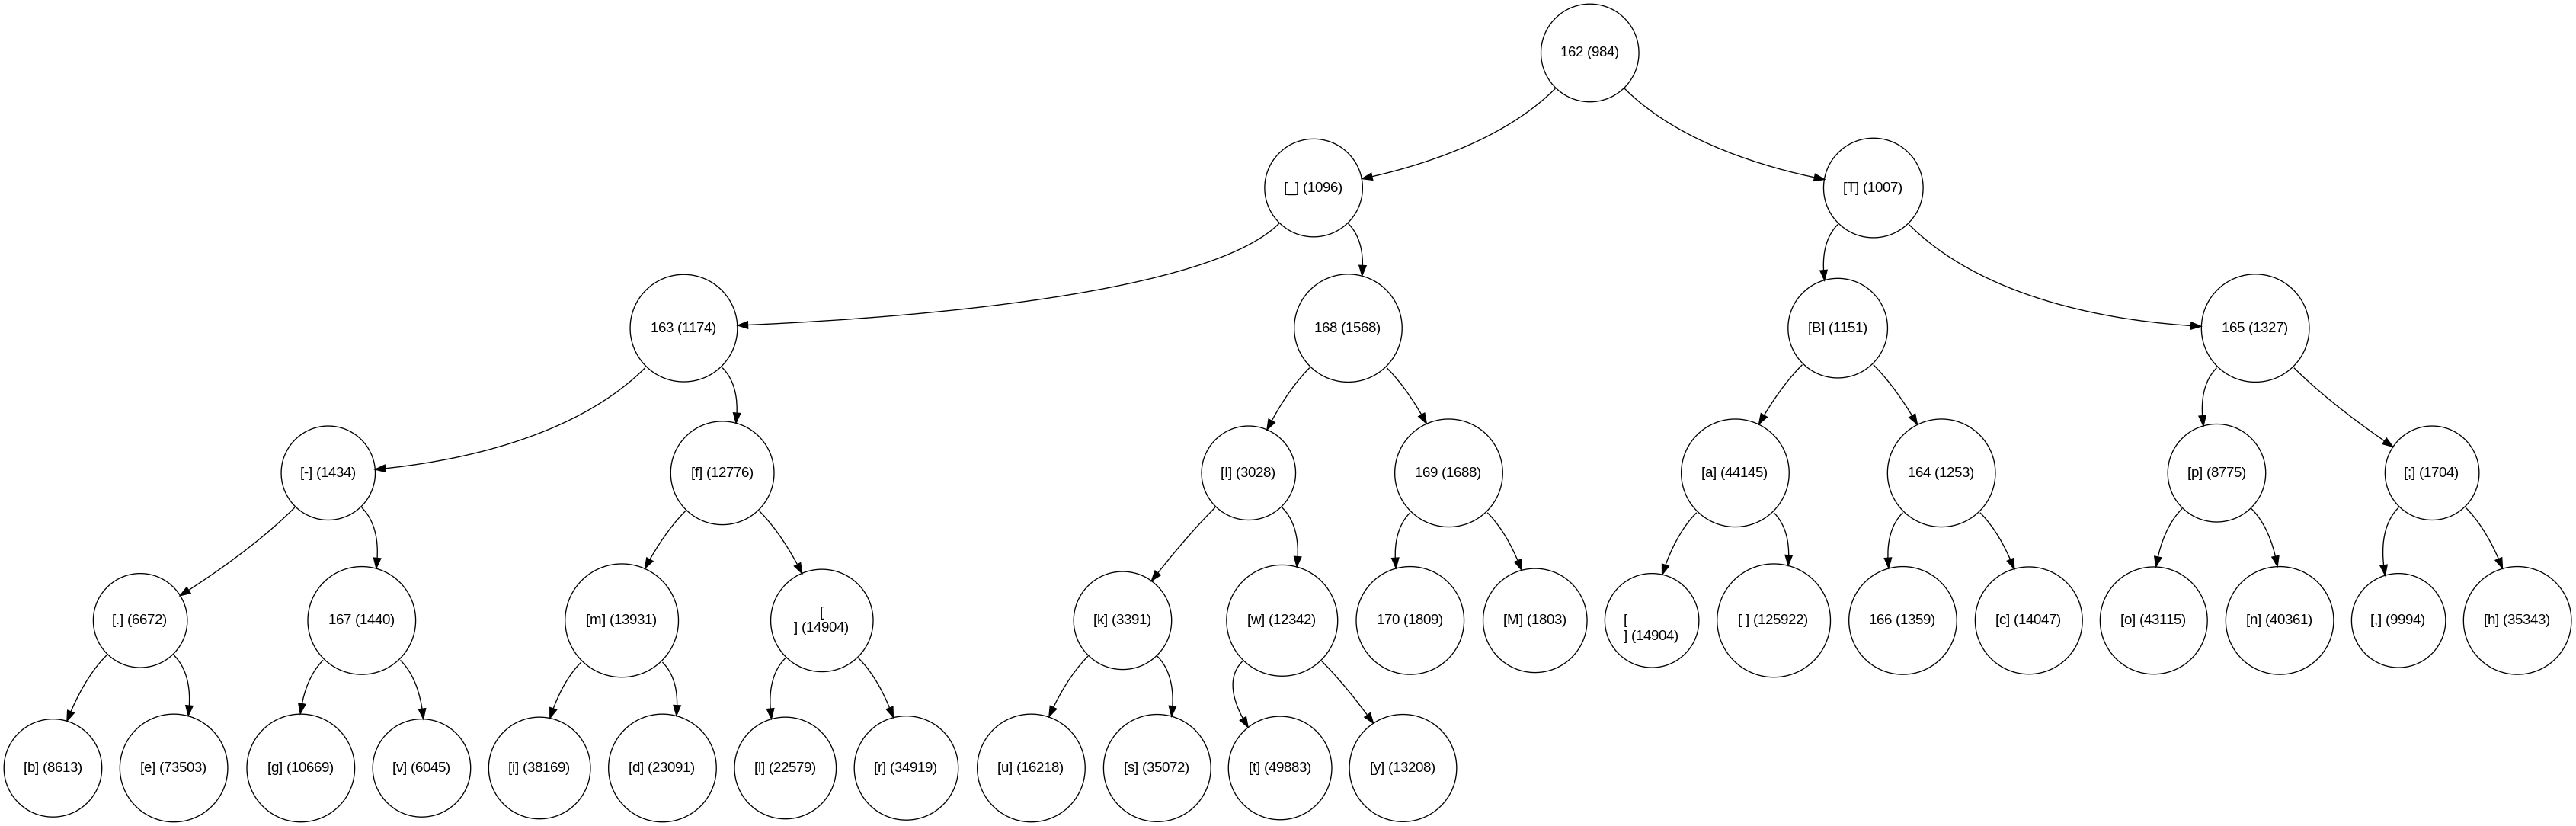 162 (984)
[_] (1096)
[T] (1007)
163 (1174)
168 (1568)
[B] (1151)
165 (1327)
[-] (1434)
[f] (12776)
[I] (3028)
169 (1688)
[a] (44145)
164 (1253)
[p] (8775)
[;] (1704)
[.] (6672)
167 (1440)
[m] (13931)
[
] (14904)
[k] (3391)
[w] (12342)
170 (1809)
[M] (1803)
[
] (14904)
[ ] (125922)
166 (1359)
[c] (14047)
[o] (43115)
[n] (40361)
[,] (9994)
[h] (35343)
[b] (8613)
[e] (73503)
[g] (10669)
[v] (6045)
[i] (38169)
[d] (23091)
[l] (22579)
[r] (34919)
[u] (16218)
[s] (35072)
[t] (49883)
[y] (13208)